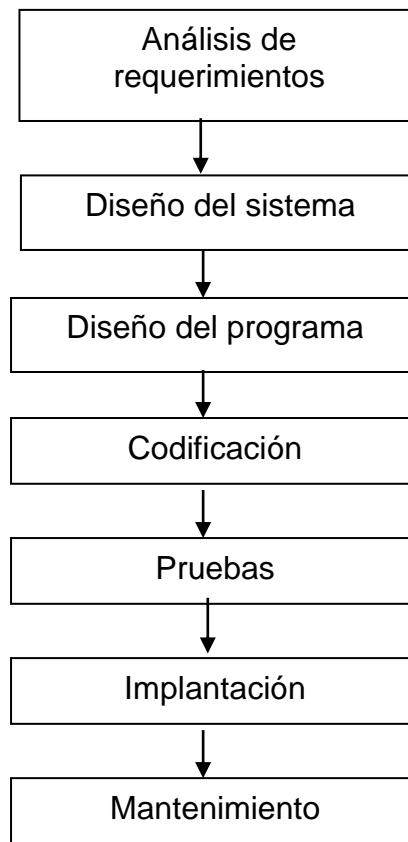 Análisis de
requerimientos
Diseño del sistema
Diseño del programa
Codificación
Pruebas
Implantación
Mantenimiento